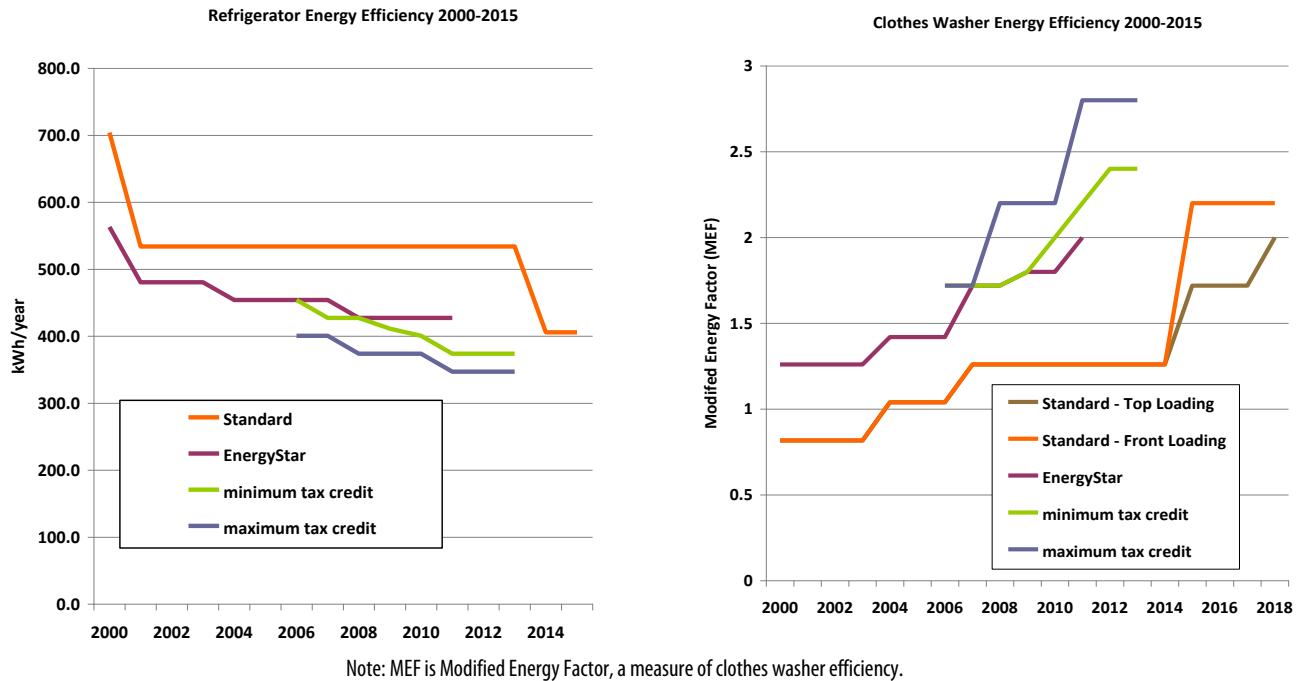 Refrigerator Energy Efficiency 2000-2015
800.0
700.0
600.0
500.0
400.0
300.0
200.0
100.0
0.0
kWh/year
2000 2002 2004 2006 2008 2010 2012 2014
Standard
EnergyStar
minimum tax credit
maximum tax credit
Clothes Washer Energy Efficiency 2000-2015
3
2.5
2
1.5
1
0.5
0
Modifed Energy Factor (MEF)
2000 2002 2004 2006 2008 2010 2012 2014 2016 2018
Standard - Top Loading
Standard - Front Loading
EnergyStar
minimum tax credit
maximum tax credit
Note: MEF is Modified Energy Factor, a measure of clothes washer efficiency.